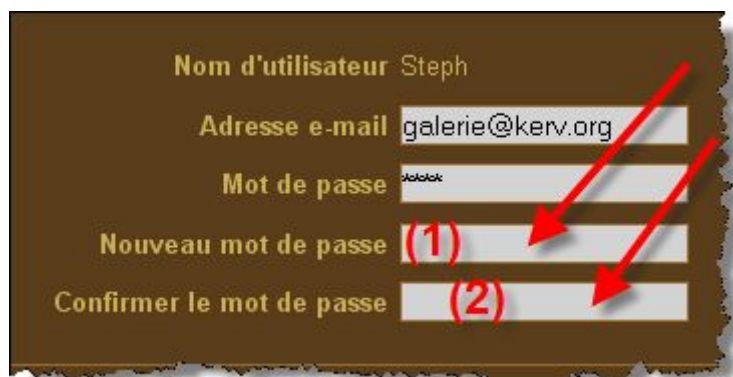 Nom d'utilisateur Steph
Adresse e-mail galerie@kerv.org
Mot de passe ****
Nouveau mot de passe (1)
Confirmer le mot de passe (2)